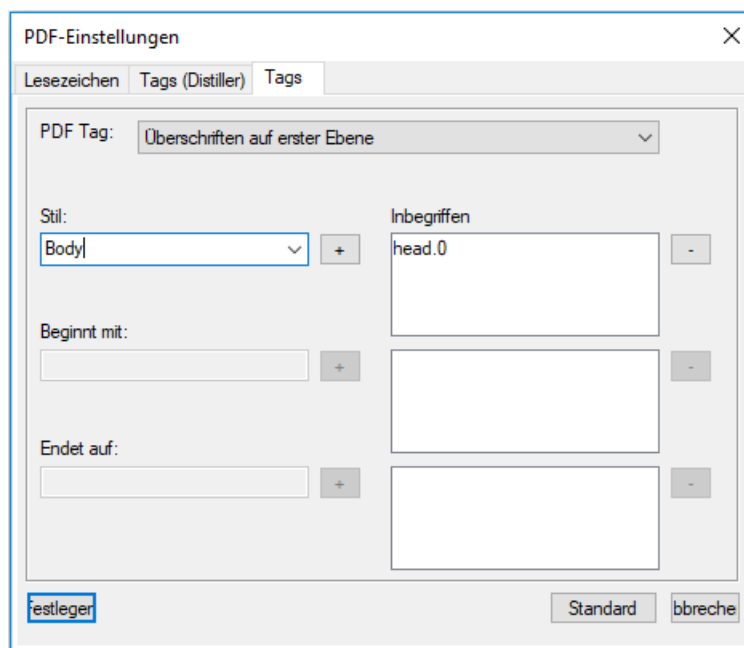 PDF-Einstellungen
Lesezeichen Tags (Distiller) Tags
PDF Tag: Überschriften auf erster Ebene
Stil: Inbegriffen
Body + head.0 -
Beginnt mit:
+ -
Endet auf:
+ -
Festlegen Standard bbreche